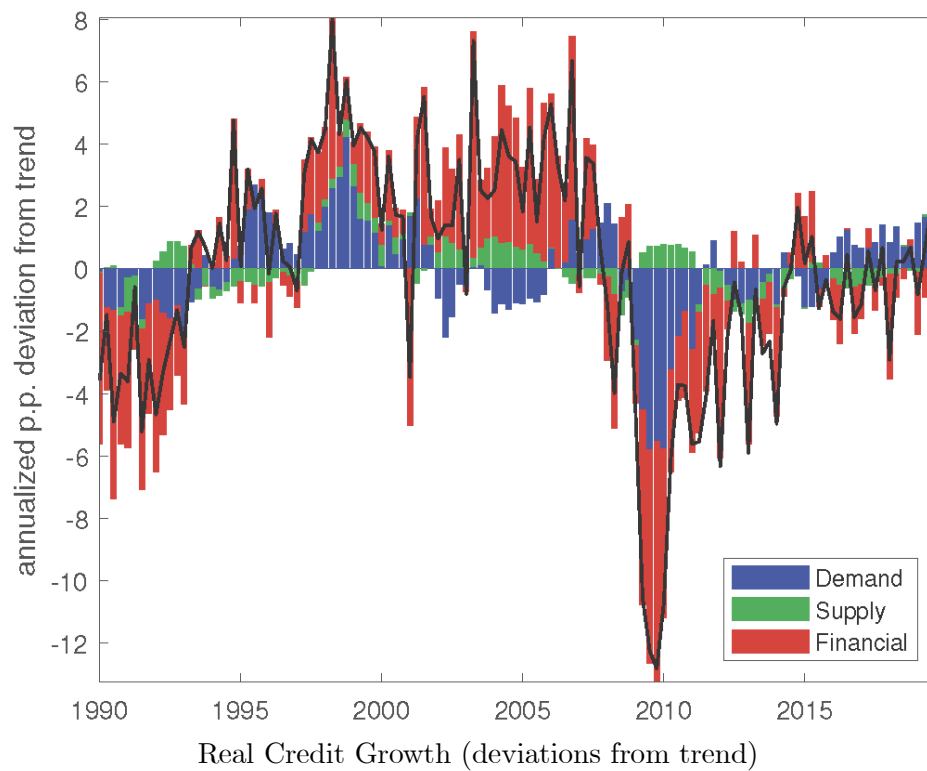 annualized p.p. deviation from trend
8
6
4
2
0
-2
-4
-6
-8
-10
-12
Demand
Supply
Financial
1990 1995 2000 2005 2010 2015
Real Credit Growth (deviations from trend)